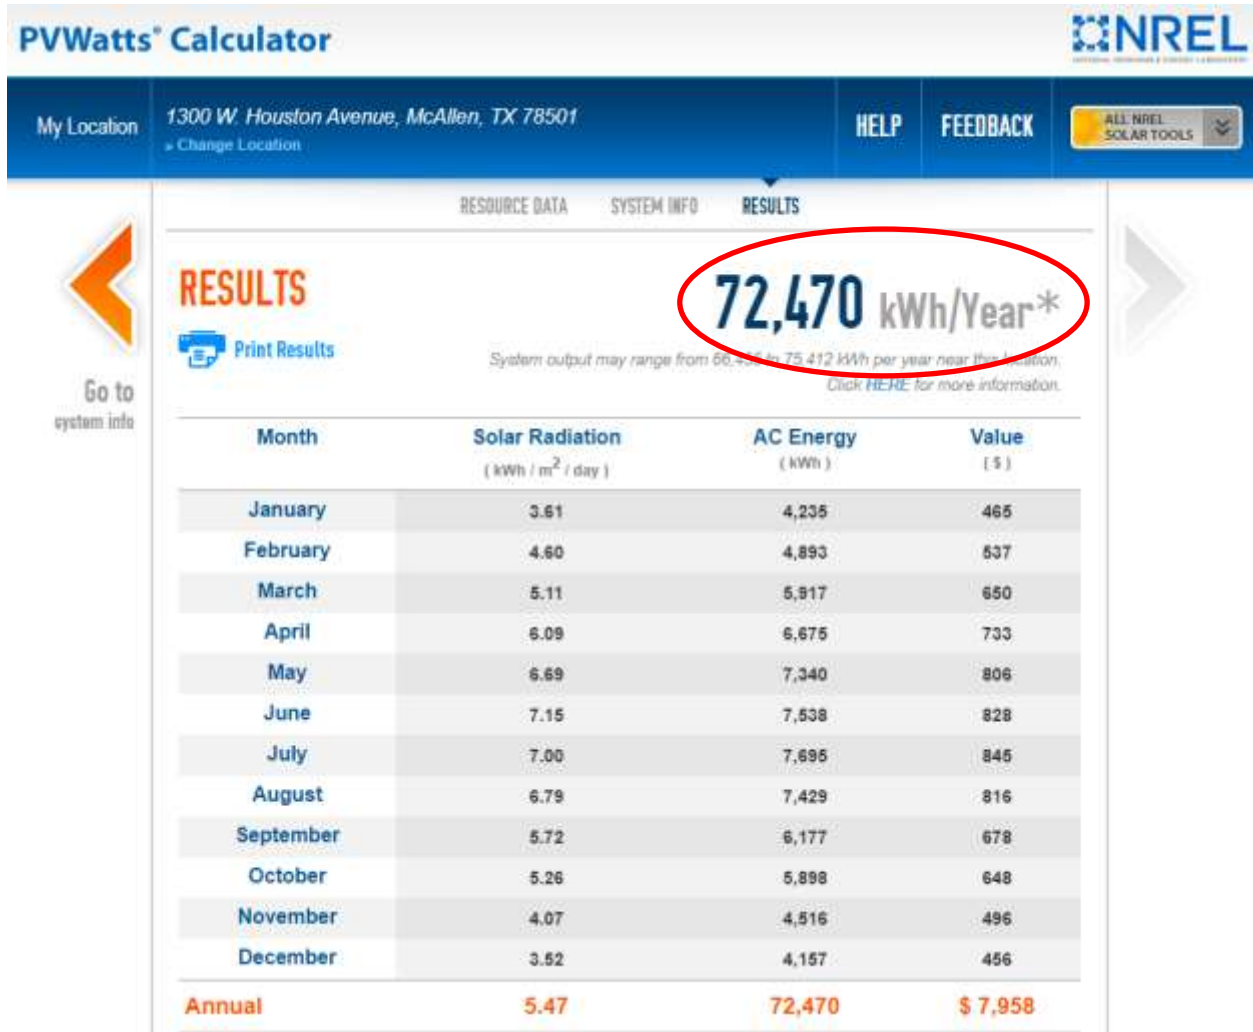 PVWatts® Calculator
NREL
My Location
1300 W. Houston Avenue, McAllen, TX 78501
» Change Location
HELP
FEEDBACK
ALL NREL
SOLAR TOOLS
RESOURCE DATA SYSTEM INFO RESULTS
RESULTS
72,470 kWh/Year*
Print Results
System output may range from to 75,412 kWh per year near this location.
Click HERE for more information.
Go to
system info
Month Solar Radiation AC Energy Value
( kWh / m2 / day ) ( kWh ) ( $ )
January 3.61 4,235 465
February 4.60 4,893 537
March 5.11 5,917 650
April 6.09 6,675 733
May 6.69 7,340 806
June 7.15 7,538 828
July 7.00 7,695 845
August 6.79 7,429 816
September 5.72 6,177 678
October 5.26 5,898 648
November 4.07 4,516 496
December 3.52 4,157 456
Annual 5.47 72,470 $ 7,958